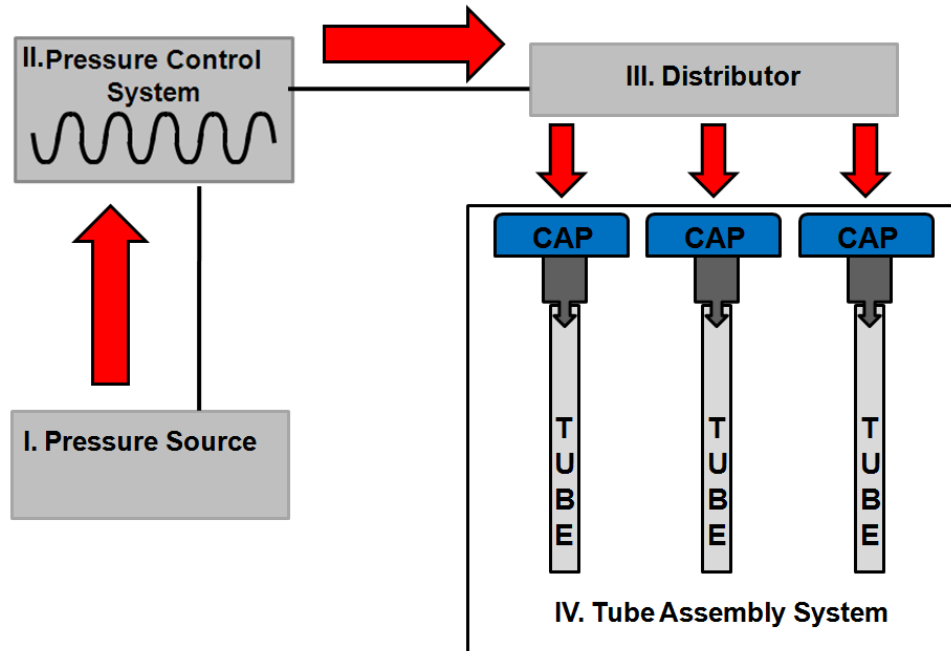 II.Pressure Control
System
III. Distributor
CAP CAP CAP
I. Pressure Source
T
U
B
E
T
U
B
E
T
U
B
E
IV. Tube Assembly System